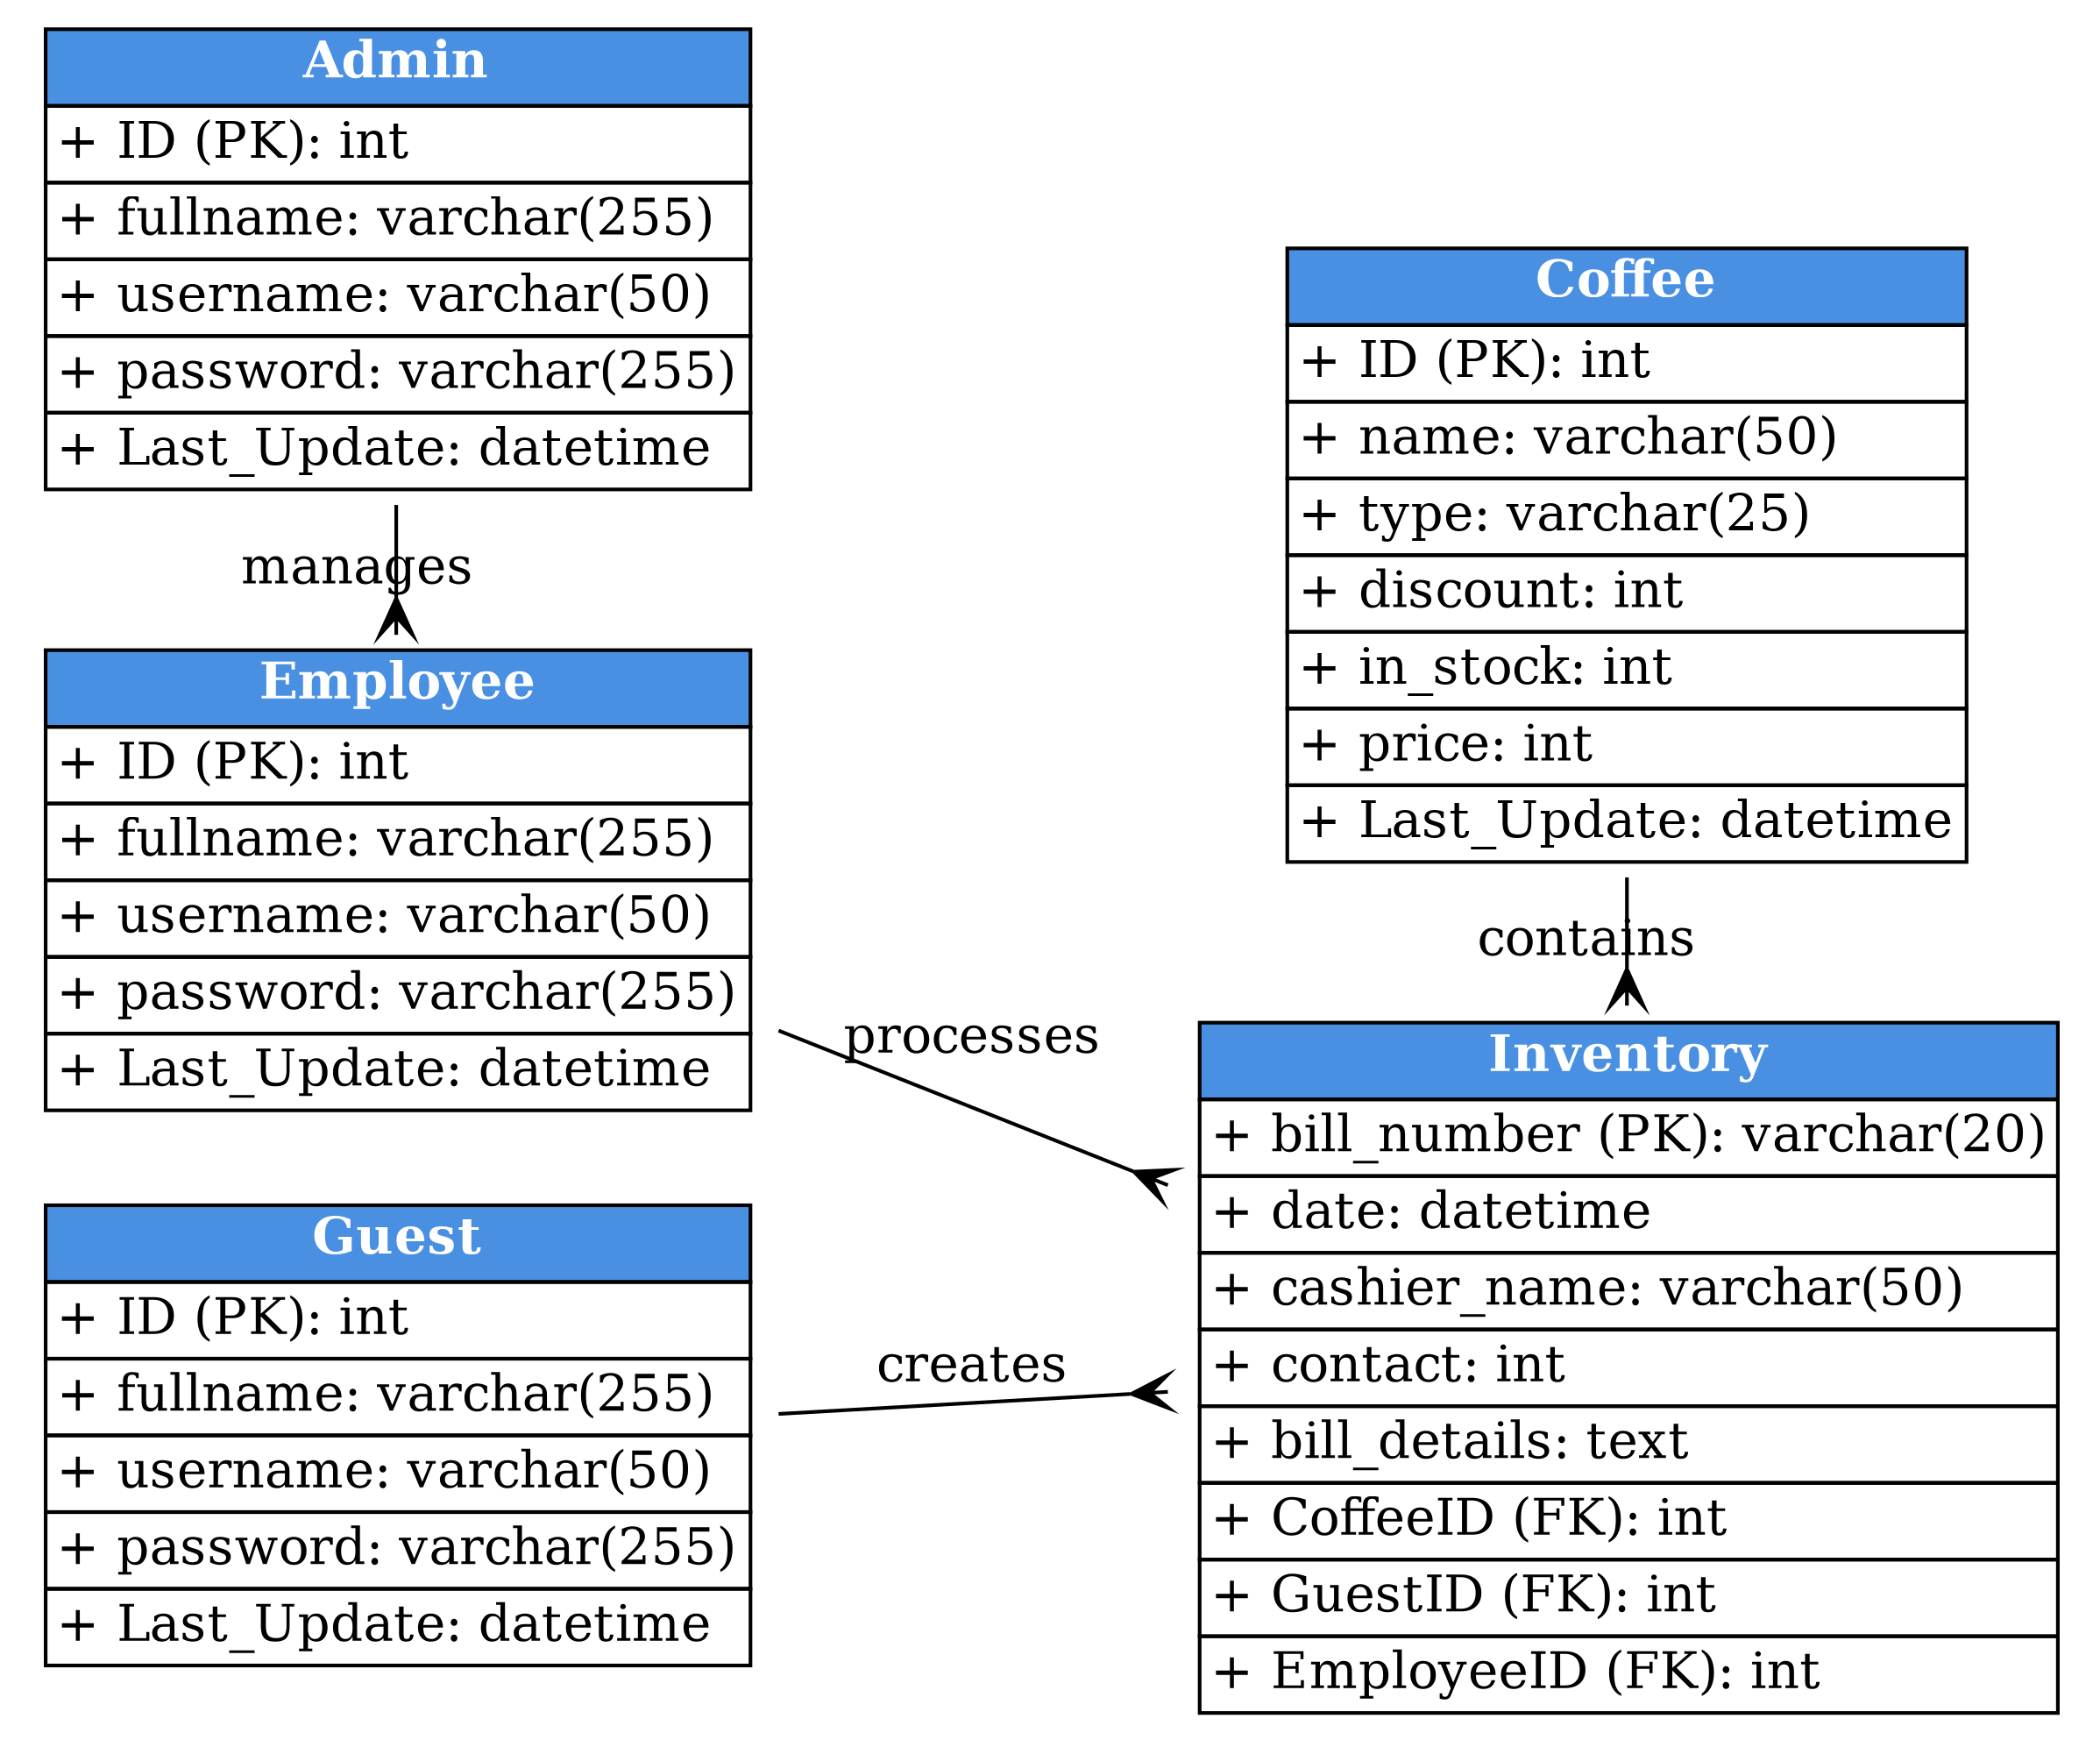 Admin
+ ID (PK): int
+ fullname: varchar(255)
+ username: varchar(50)
+ password: varchar(255)
+ Last_Update: datetime
manages
Employee
+ ID (PK): int
+ fullname: varchar(255)
+ username: varchar(50)
+ password: varchar(255)
+ Last_Update: datetime
processes
Guest
+ ID (PK): int
+ fullname: varchar(255)
+ username: varchar(50)
+ password: varchar(255)
+ Last_Update: datetime
creates
Coffee
+ ID (PK): int
+ name: varchar(50)
+ type: varchar(25)
+ discount: int
+ in_stock: int
+ price: int
+ Last_Update: datetime
contains
Inventory
+ bill_number (PK): varchar(20)
+ date: datetime
+ cashier_name: varchar(50)
+ contact: int
+ bill_details: text
+ CoffeeID (FK): int
+ GuestID (FK): int
+ EmployeeID (FK): int